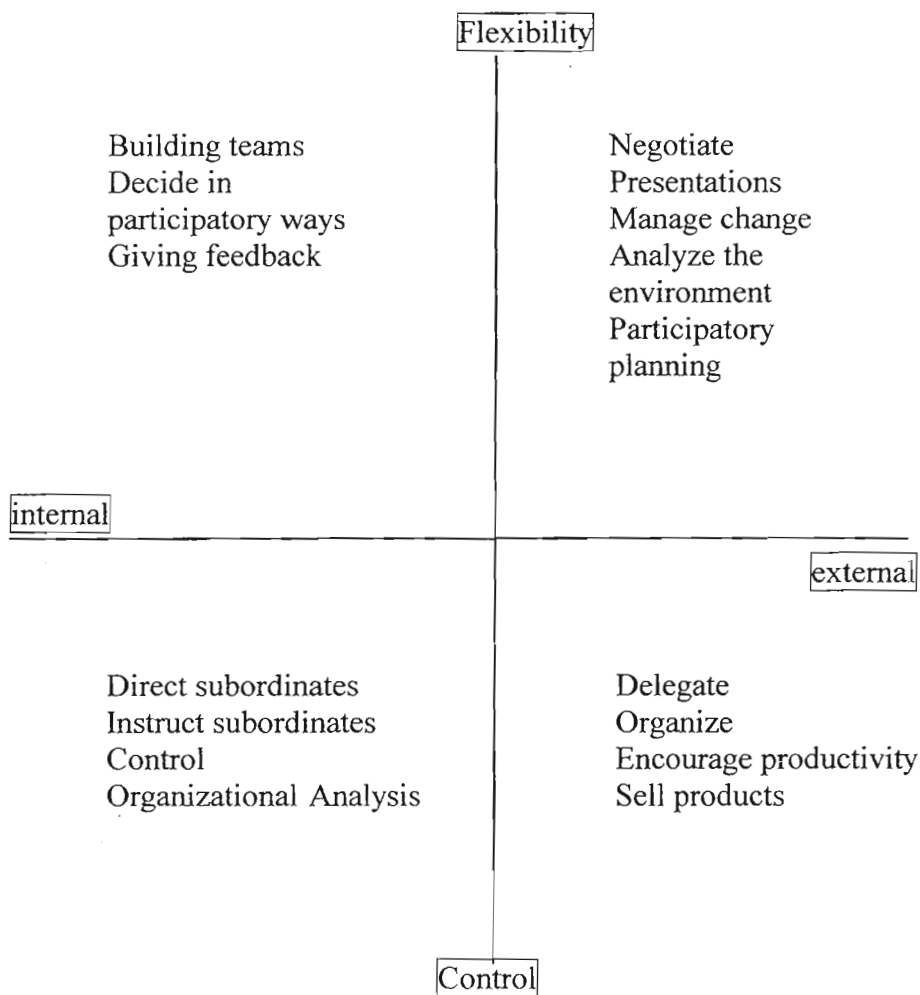 Flexibility
Building teams
Decide in
participatory ways
Giving feedback
Negotiate
Presentations
Manage change
Analyze the
environment
Participatory
planning
internal
external
Direct subordinates
Instruct subordinates
Control
Organizational Analysis
Delegate
Organize
Encourage productivity
Sell products
Control